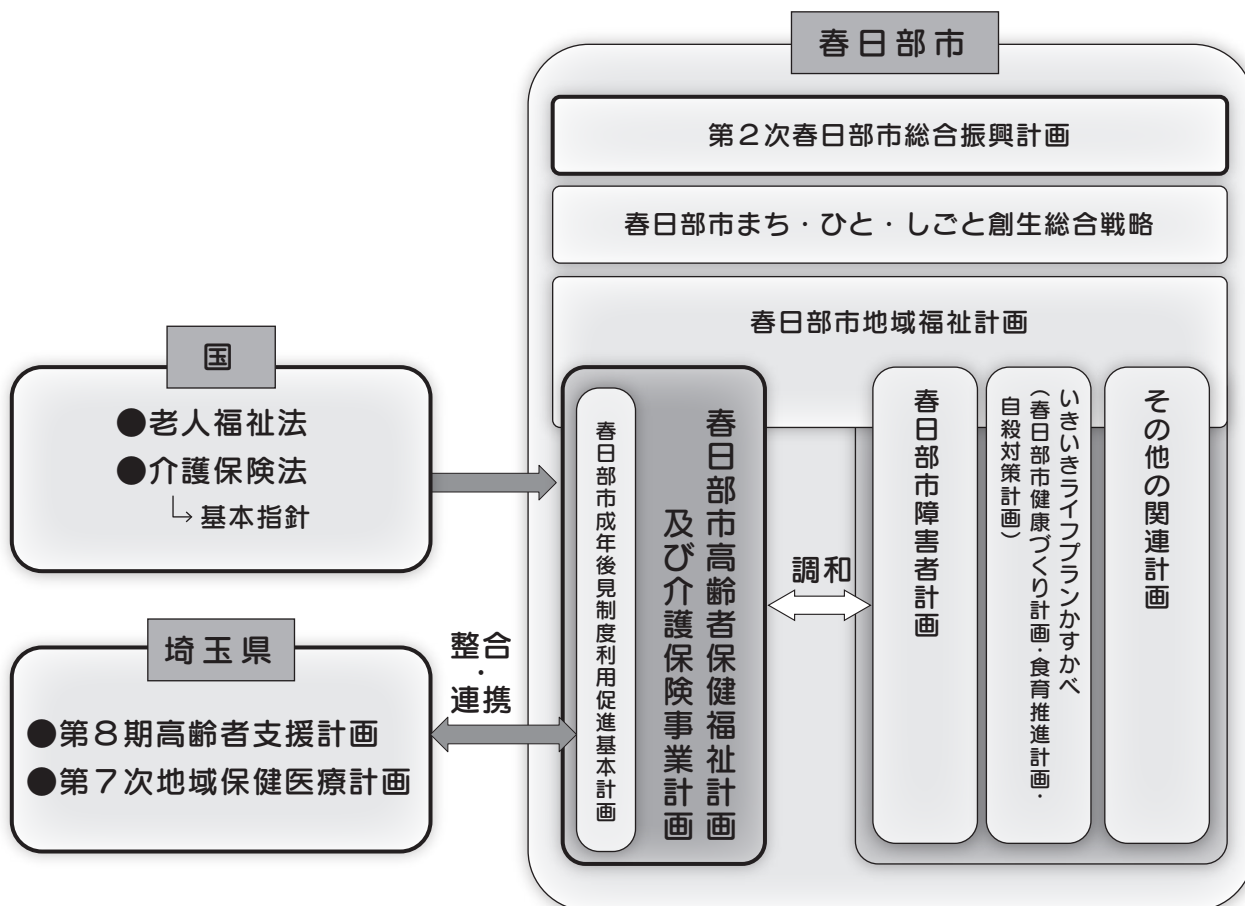 春日部市
第２次春日部市総合振興計画
春日部市まち・ひと・しごと創生総合戦略
春日部市地域福祉計画
国
●老人福祉法
●介護保険法
基本指針
埼玉県
●第８期高齢者支援計画
●第７次地域保健医療計画
整合
・
連携
春日部市成年後見制度利用促進基本計画
春日部市高齢者保健福祉計画
及び介護保険事業計画
調和
春日部市障害者計画
いきいきライフプランかすかべ
（春日部市健康づくり計画・食育推進計画・
自殺対策計画）
その他の関連計画